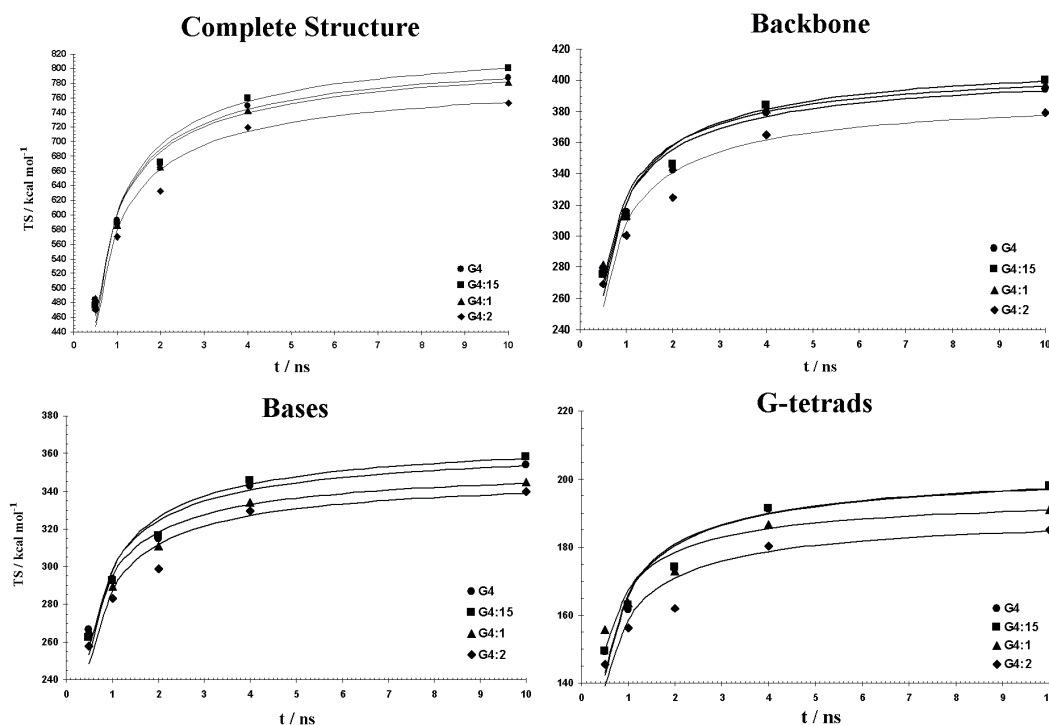 Complete Structure
TS / kcal mol⁻¹
820
800
780
760
740
720
700
680
660
640
620
600
580
560
540
520
500
480
460
440
0 1 2 3 4 5 6 7 8 9 10
t / ns
G4
G4:15
G4:1
G4:2
Backbone
420
400
380
360
340
320
300
280
260
240
0 1 2 3 4 5 6 7 8 9 10
t / ns
G4
G4:15
G4:1
G4:2
Bases
TS / kcal mol⁻¹
380
360
340
320
300
280
260
240
0 1 2 3 4 5 6 7 8 9 10
t / ns
G4
G4:15
G4:1
G4:2
G-tetrads
220
200
180
160
140
0 1 2 3 4 5 6 7 8 9 10
t / ns
G4
G4:15
G4:1
G4:2